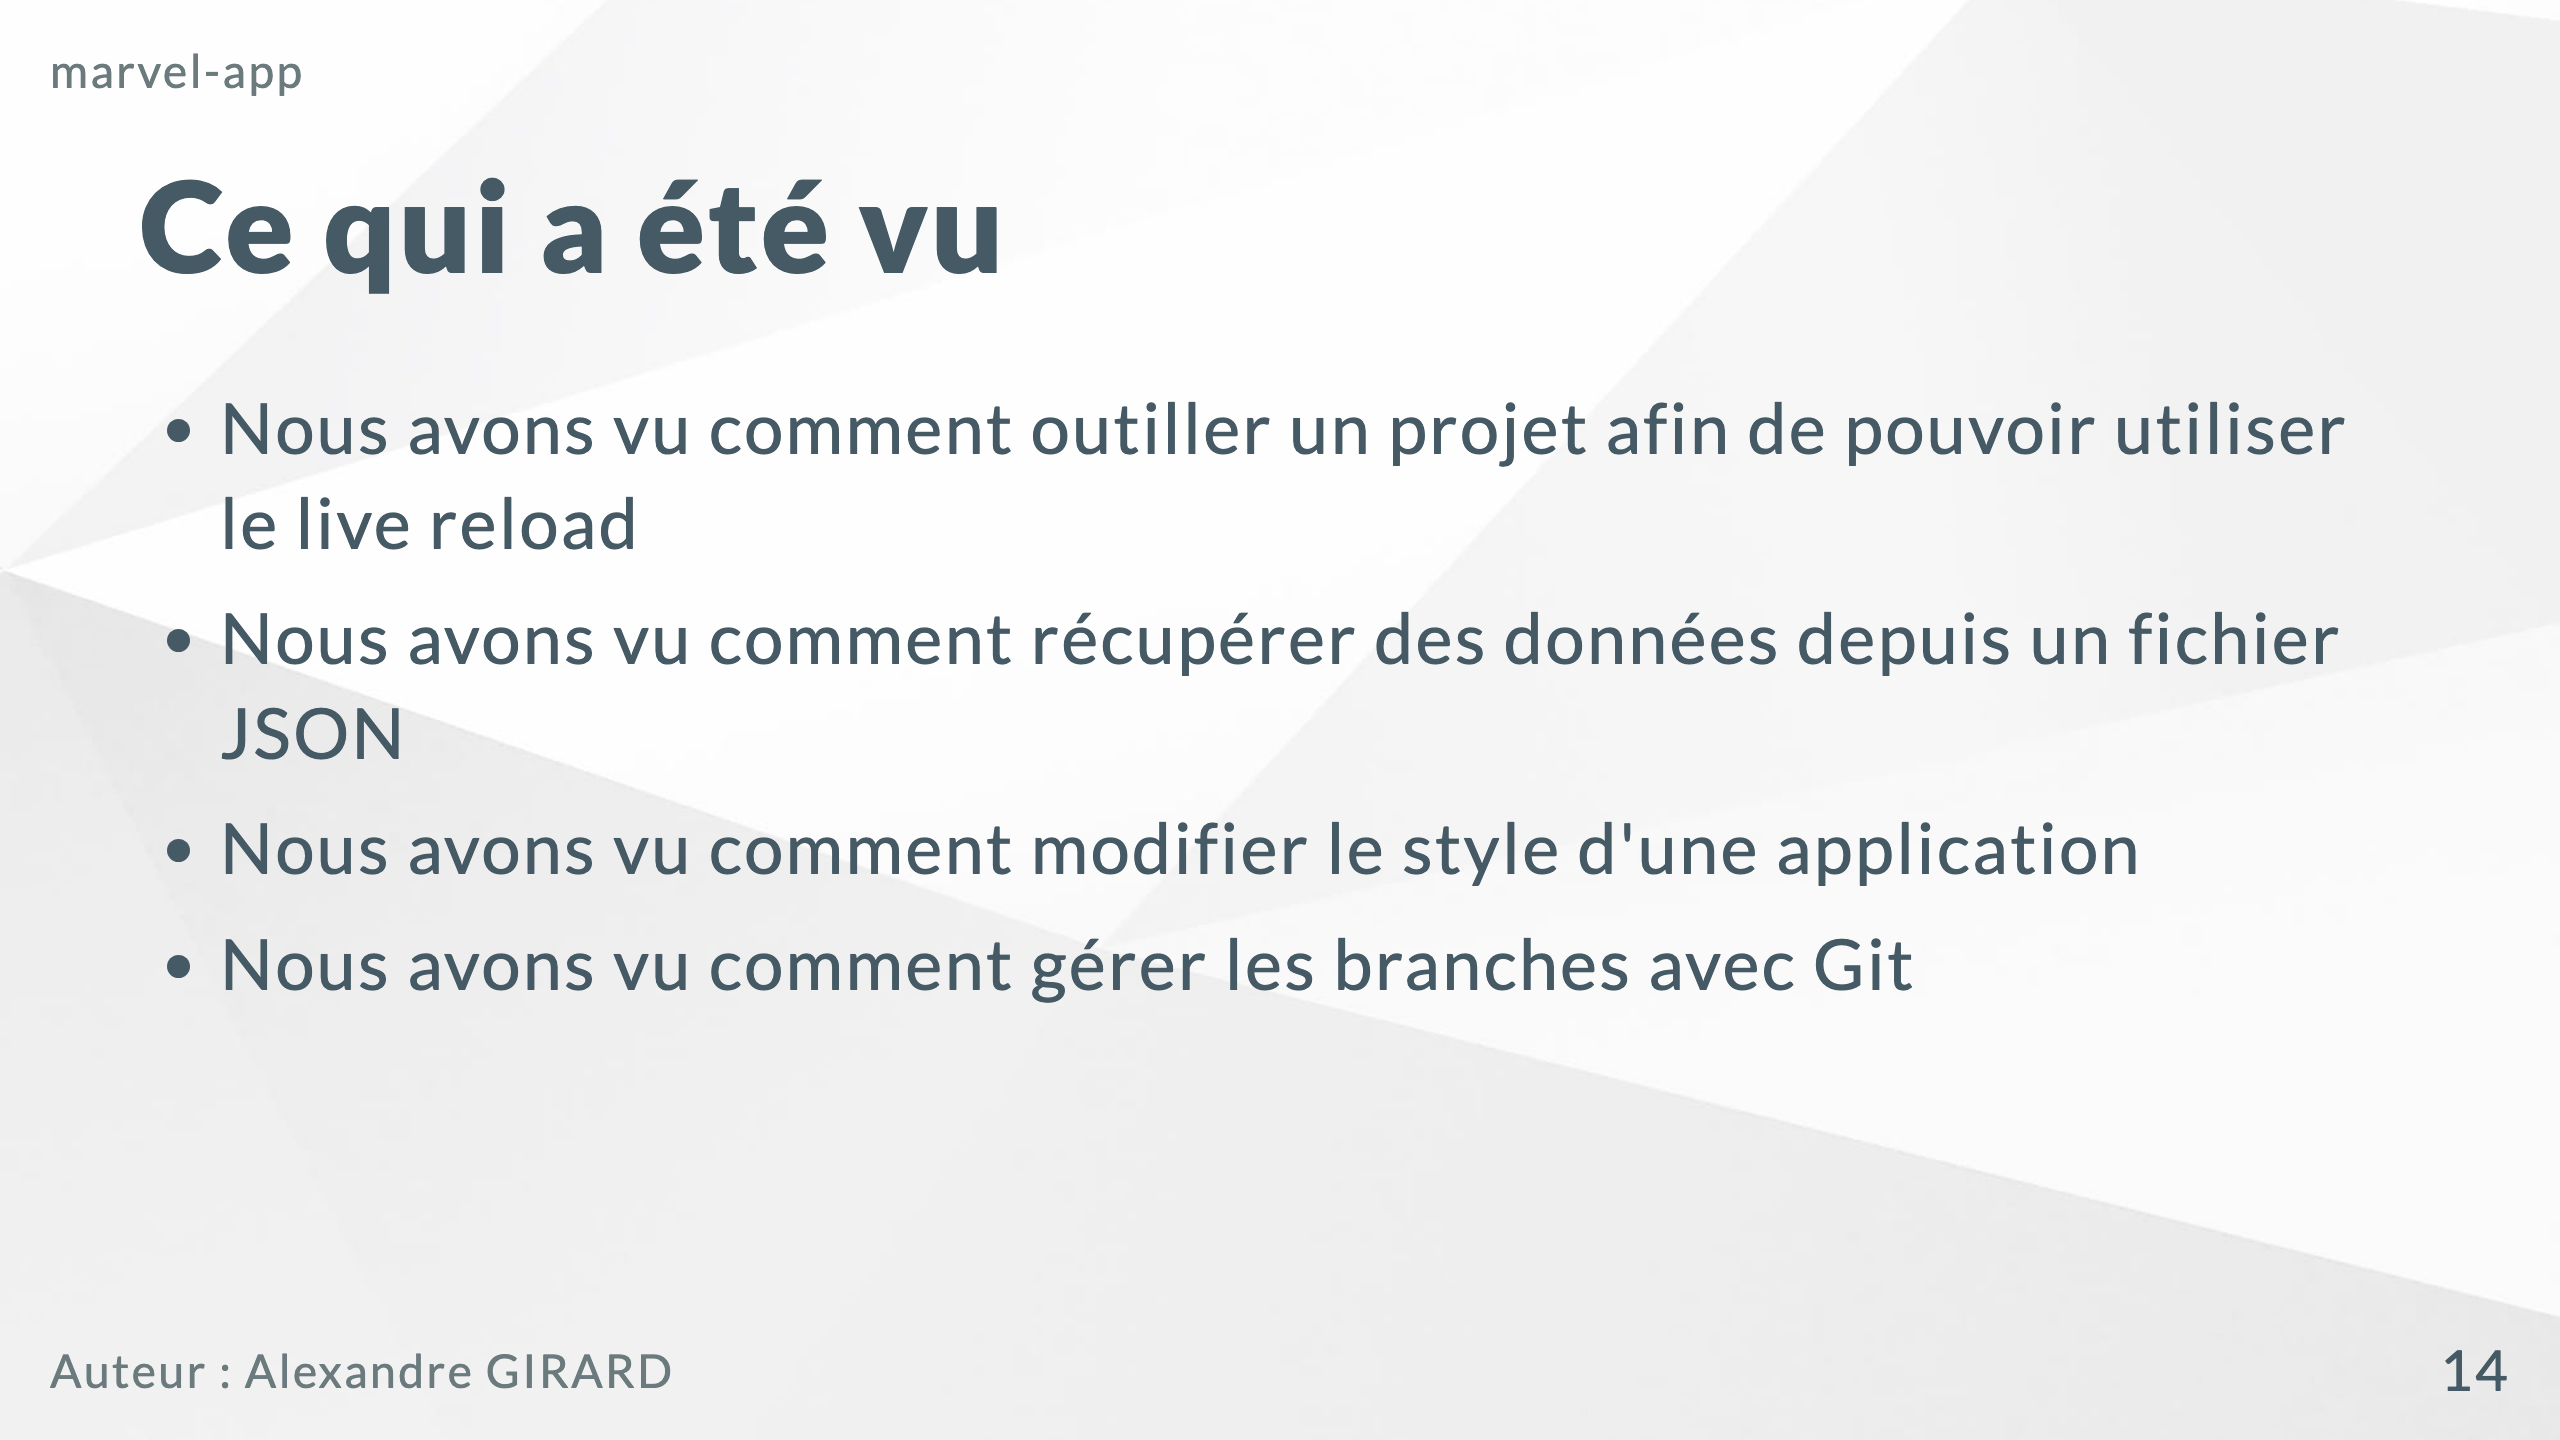 marvel-app
Ce qui a été vu
• Nous avons vu comment outiller un projet afin de pouvoir utiliser
le live reload
• Nous avons vu comment récupérer des données depuis un fichier
JSON
• Nous avons vu comment modifier le style d'une application
• Nous avons vu comment gérer les branches avec Git
Auteur : Alexandre GIRARD
14